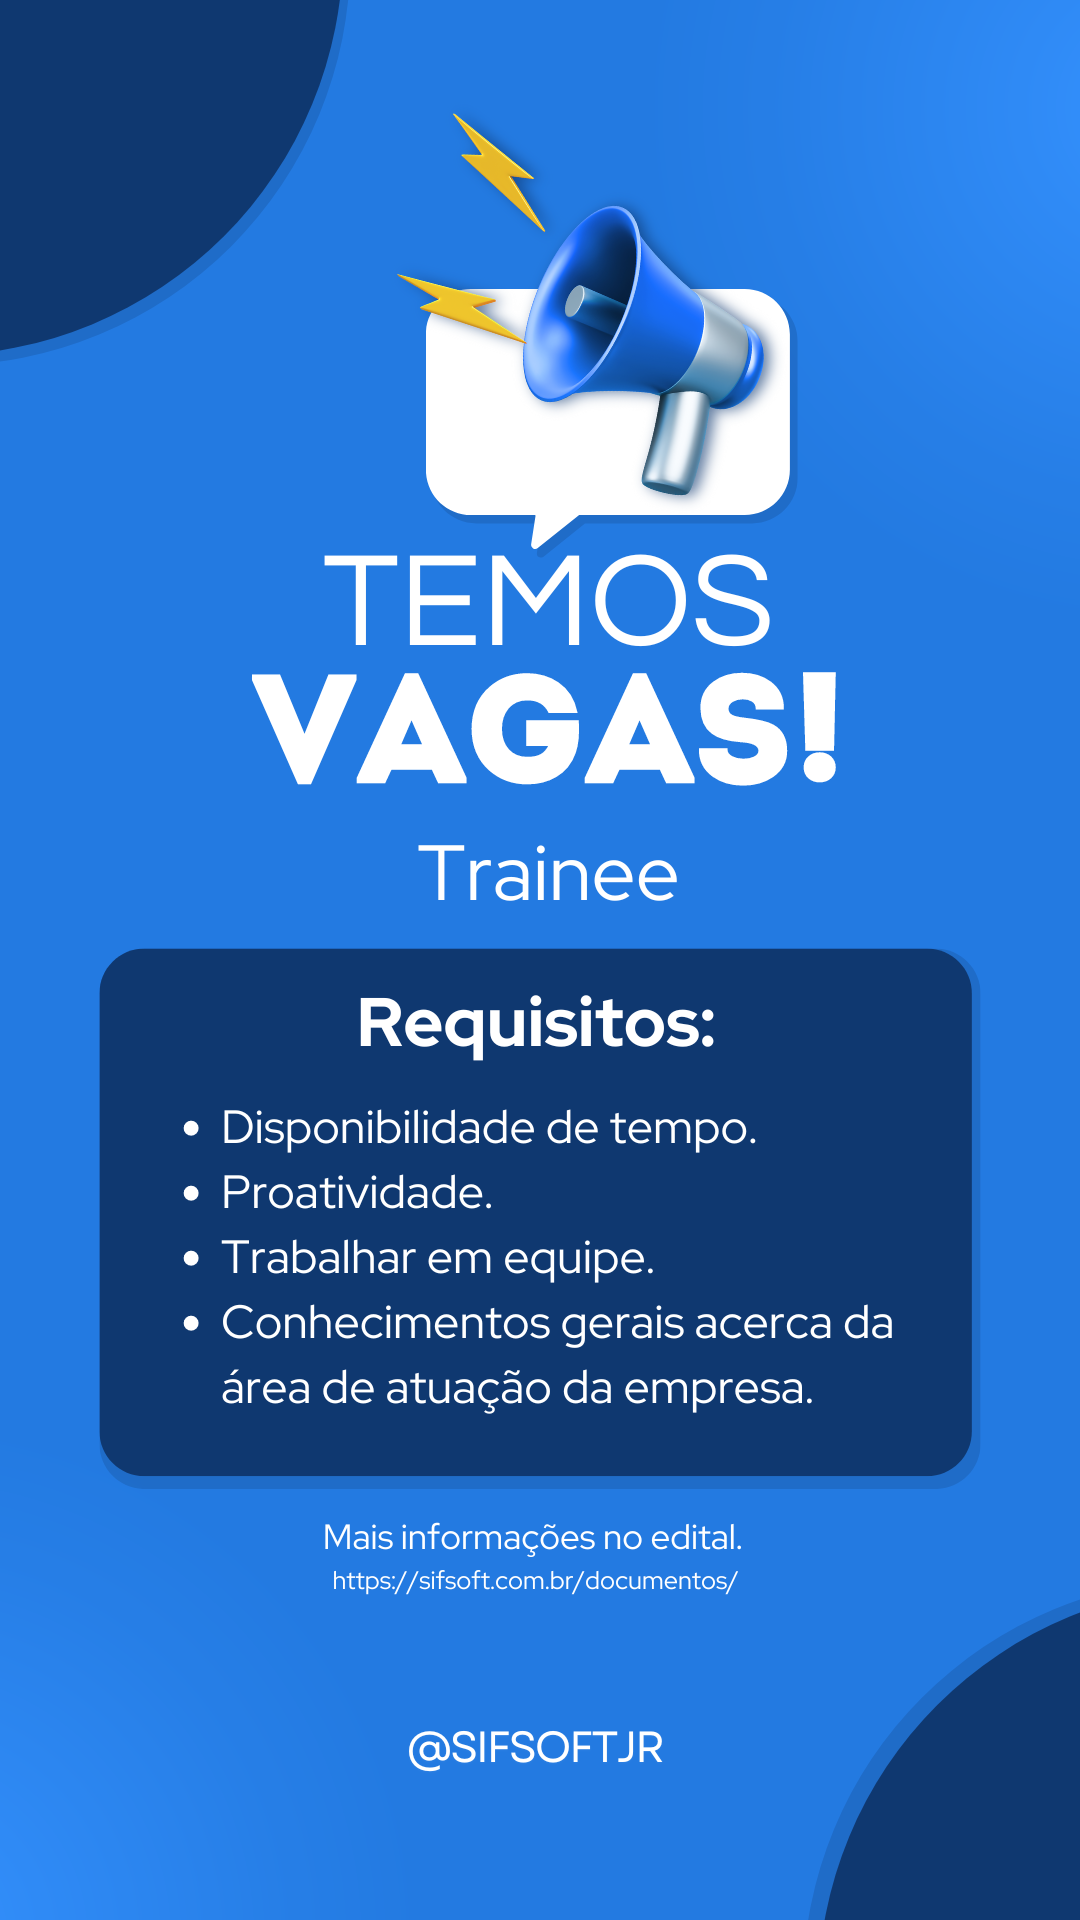 TEMOS
VAGAS!
Trainee
Requisitos:
• Disponibilidade de tempo.
• Proatividade.
• Trabalhar em equipe.
• Conhecimentos gerais acerca da
área de atuação da empresa.
Mais informações no edital.
https://sifsoft.com.br/documentos/
@SIFSOFTJR